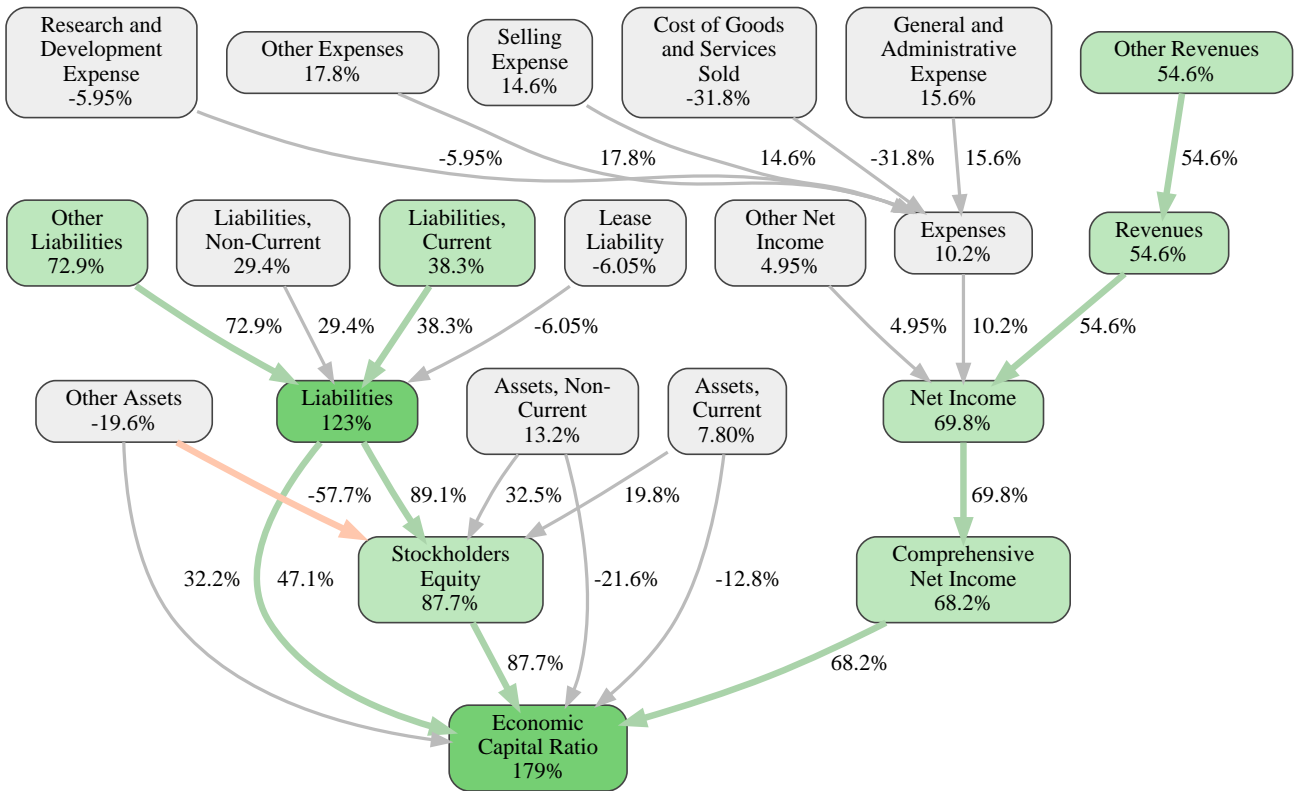 Research and
Development
Expense
-5.95%
Other Expenses
17.8%
Selling
Expense
14.6%
Cost of Goods
and Services
Sold
-31.8%
General and
Administrative
Expense
15.6%
Other Revenues
54.6%
-5.95%
17.8%
14.6%
-31.8%
15.6%
54.6%
Other
Liabilities
72.9%
Liabilities,
Non-Current
29.4%
Liabilities,
Current
38.3%
Lease
Liability
-6.05%
Other Net
Income
4.95%
Expenses
10.2%
Revenues
54.6%
72.9%
29.4%
38.3%
-6.05%
4.95%
10.2%
54.6%
Other Assets
-19.6%
Liabilities
123%
Assets, Non-
Current
13.2%
Assets,
Current
7.80%
Net Income
69.8%
-57.7%
89.1%
32.5%
19.8%
69.8%
32.2%
47.1%
Stockholders
Equity
87.7%
-21.6%
-12.8%
Comprehensive
Net Income
68.2%
87.7%
68.2%
Economic
Capital Ratio
179%